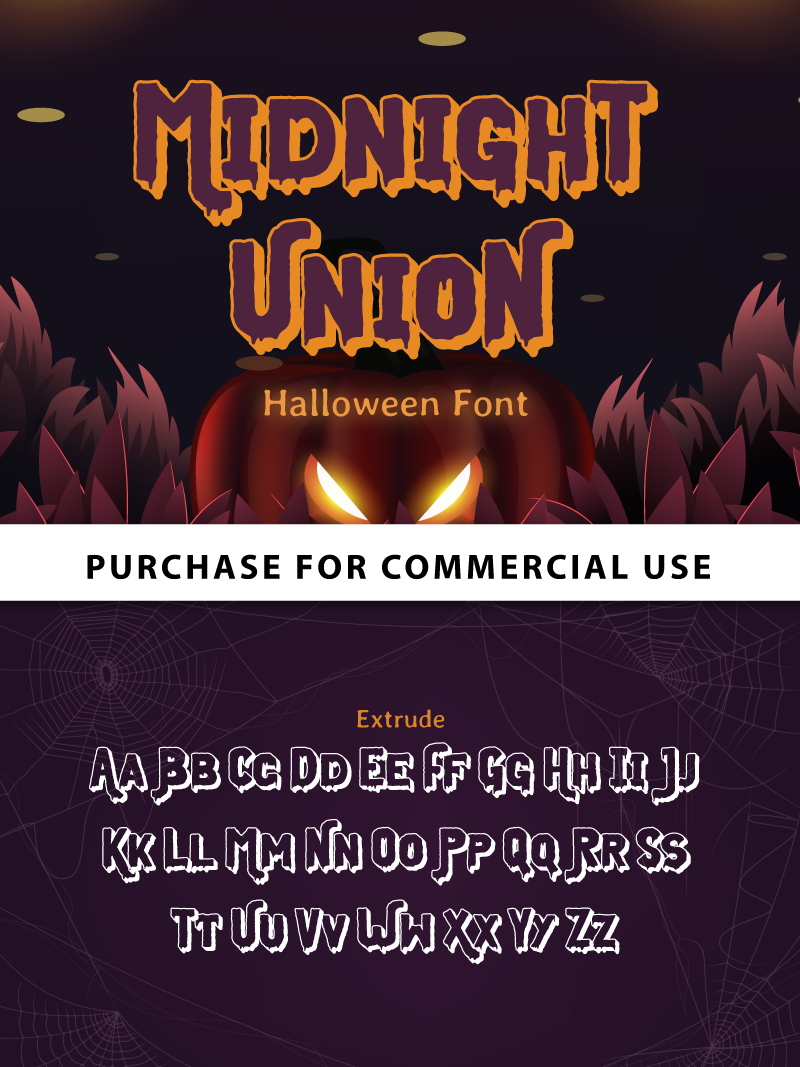 MIDNIGHT
UNION
Halloween Font
PURCHASE FOR COMMERCIAL USE
Extrude
Aa Bb Cc Dd Ee Ff Gg Hh Ii Jj
Kk Ll Mm Nn Oo Pp Qq Rr Ss
Tt Uu Vv Ww Xx Yy Zz